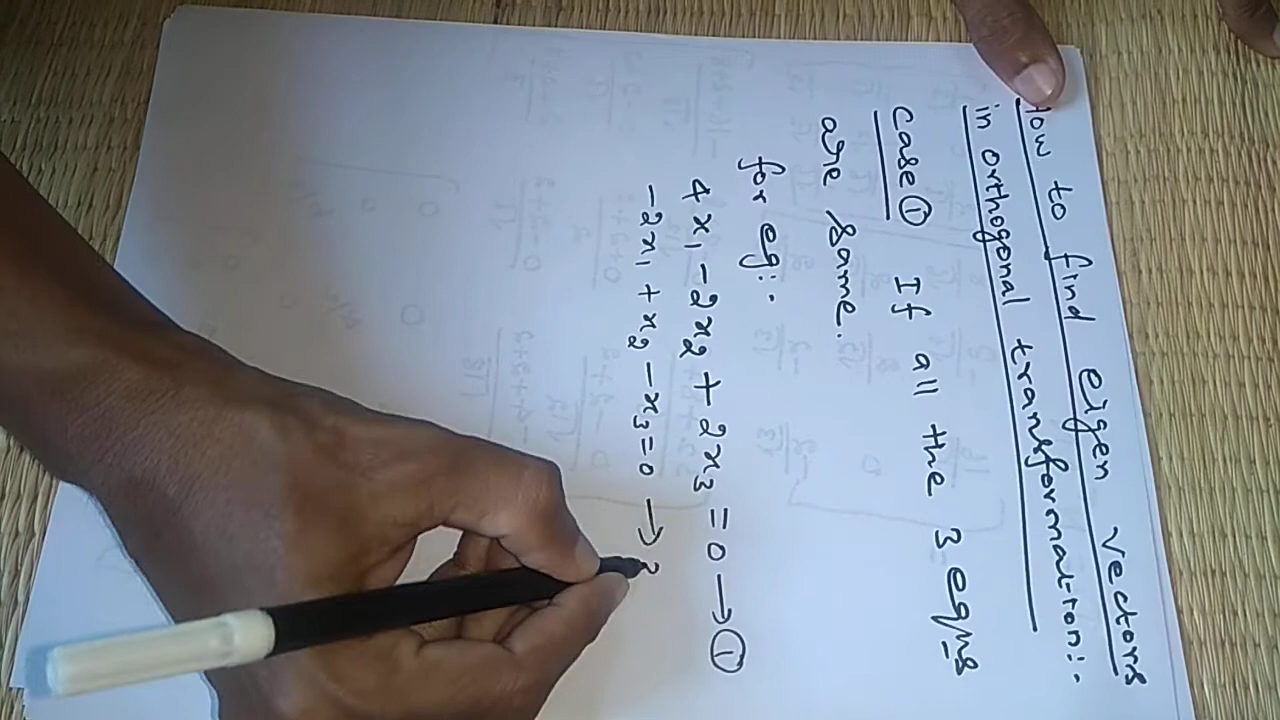 How to find eigen vectors
in orthogonal transformation:-
Case ① If all the 3 eqns
are same.
for eg:-
4x₁ - 2x₂ + 2x₃ = 0 → ①
-2x₁ + x₂ - x₃ = 0 → 2